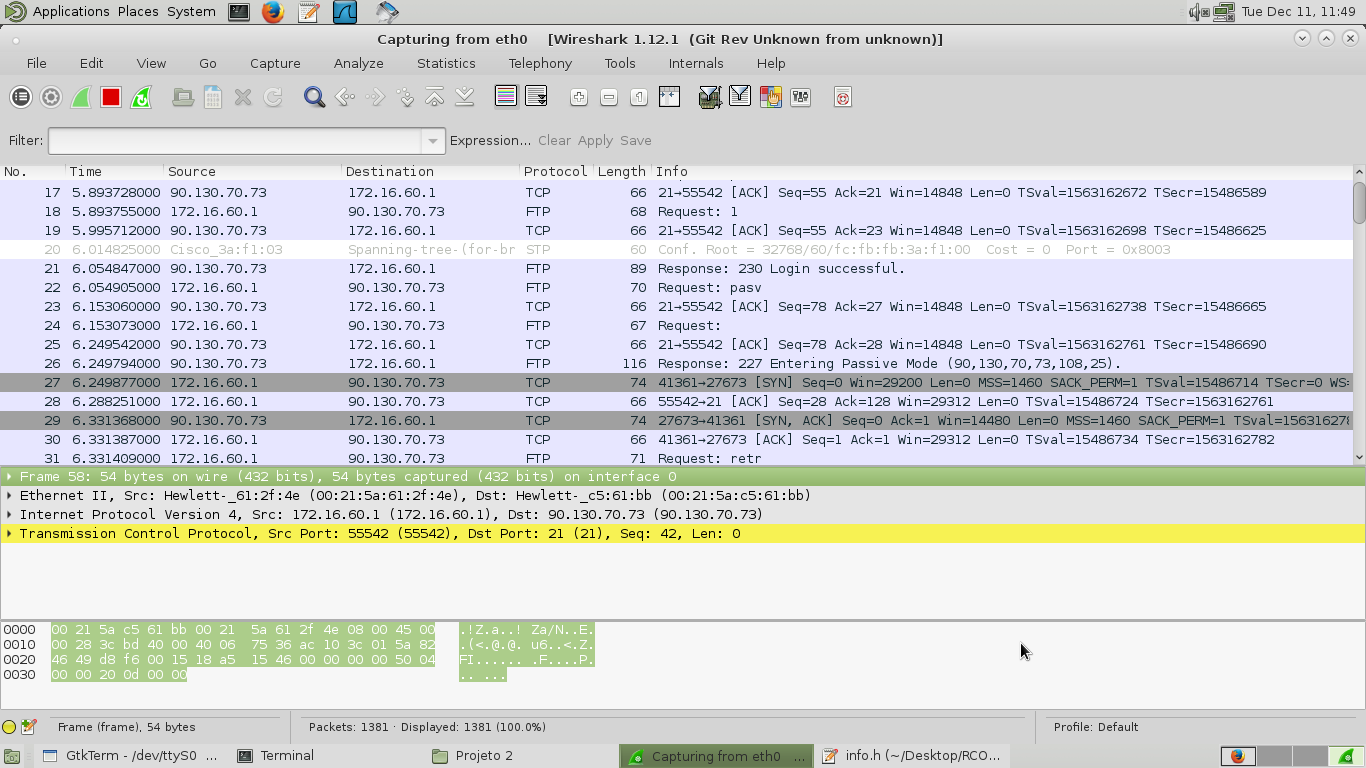 Applications Places System Tue Dec 11, 11:49
Capturing from eth0 [Wireshark 1.12.1 (Git Rev Unknown from unknown)]
File Edit View Go Capture Analyze Statistics Telephony Tools Internals Help
Filter: Expression... Clear Apply Save
No. Time Source Destination Protocol Length Info
17 5.893728000 90.130.70.73 172.16.60.1 TCP 66 21→55542 [ACK] Seq=55 Ack=21 Win=14848 Len=0 TSval=1563162672 TSecr=15486589
18 5.893755000 172.16.60.1 90.130.70.73 FTP 68 Request: 1
19 5.995712000 90.130.70.73 172.16.60.1 TCP 66 21→55542 [ACK] Seq=55 Ack=23 Win=14848 Len=0 TSval=1563162698 TSecr=15486625
20 6.014825000 Cisco_3a:f1:03 Spanning-tree-(for-br STP 60 Conf. Root = 32768/60/fc:fb:fb:3a:f1:00 Cost = 0 Port = 0x8003
21 6.054847000 90.130.70.73 172.16.60.1 FTP 89 Response: 230 Login successful.
22 6.054905000 172.16.60.1 90.130.70.73 FTP 70 Request: pasv
23 6.153060000 90.130.70.73 172.16.60.1 TCP 66 21→55542 [ACK] Seq=78 Ack=27 Win=14848 Len=0 TSval=1563162738 TSecr=15486665
24 6.153073000 172.16.60.1 90.130.70.73 FTP 67 Request:
25 6.249542000 90.130.70.73 172.16.60.1 TCP 66 21→55542 [ACK] Seq=78 Ack=28 Win=14848 Len=0 TSval=1563162761 TSecr=15486690
26 6.249794000 90.130.70.73 172.16.60.1 FTP 116 Response: 227 Entering Passive Mode (90,130,70,73,108,25).
27 6.249877000 172.16.60.1 90.130.70.73 TCP 74 41361→27673 [SYN] Seq=0 Win=29200 Len=0 MSS=1460 SACK_PERM=1 TSval=15486714 TSecr=0 WS=
28 6.288251000 172.16.60.1 90.130.70.73 TCP 66 55542→21 [ACK] Seq=28 Ack=128 Win=29312 Len=0 TSval=15486724 TSecr=1563162761
29 6.331368000 90.130.70.73 172.16.60.1 TCP 74 27673→41361 [SYN, ACK] Seq=0 Ack=1 Win=14480 Len=0 MSS=1460 SACK_PERM=1 TSval=156316278
30 6.331387000 172.16.60.1 90.130.70.73 TCP 66 41361→27673 [ACK] Seq=1 Ack=1 Win=29312 Len=0 TSval=15486734 TSecr=1563162782
31 6.331409000 172.16.60.1 90.130.70.73 FTP 71 Request: retr
Frame 58: 54 bytes on wire (432 bits), 54 bytes captured (432 bits) on interface 0
Ethernet II, Src: Hewlett-_61:2f:4e (00:21:5a:61:2f:4e), Dst: Hewlett-_c5:61:bb (00:21:5a:c5:61:bb)
Internet Protocol Version 4, Src: 172.16.60.1 (172.16.60.1), Dst: 90.130.70.73 (90.130.70.73)
Transmission Control Protocol, Src Port: 55542 (55542), Dst Port: 21 (21), Seq: 42, Len: 0
0000 00 21 5a c5 61 bb 00 21 5a 61 2f 4e 08 00 45 00 .!Z.a..! Za/N..E.
0010 00 28 3c bd 40 00 40 06 75 36 ac 10 3c 01 5a 82 .(<.@.@. u6..<.Z.
0020 46 49 d8 f6 00 15 18 a5 15 46 00 00 00 00 50 04 FI...... .F....P.
0030 00 00 20 0d 00 00 .. ...
Frame (frame), 54 bytes Packets: 1381 · Displayed: 1381 (100.0%) Profile: Default
GtkTerm - /dev/ttyS0 ... Terminal Projeto 2 Capturing from eth0 ... info.h (~/Desktop/RCO...